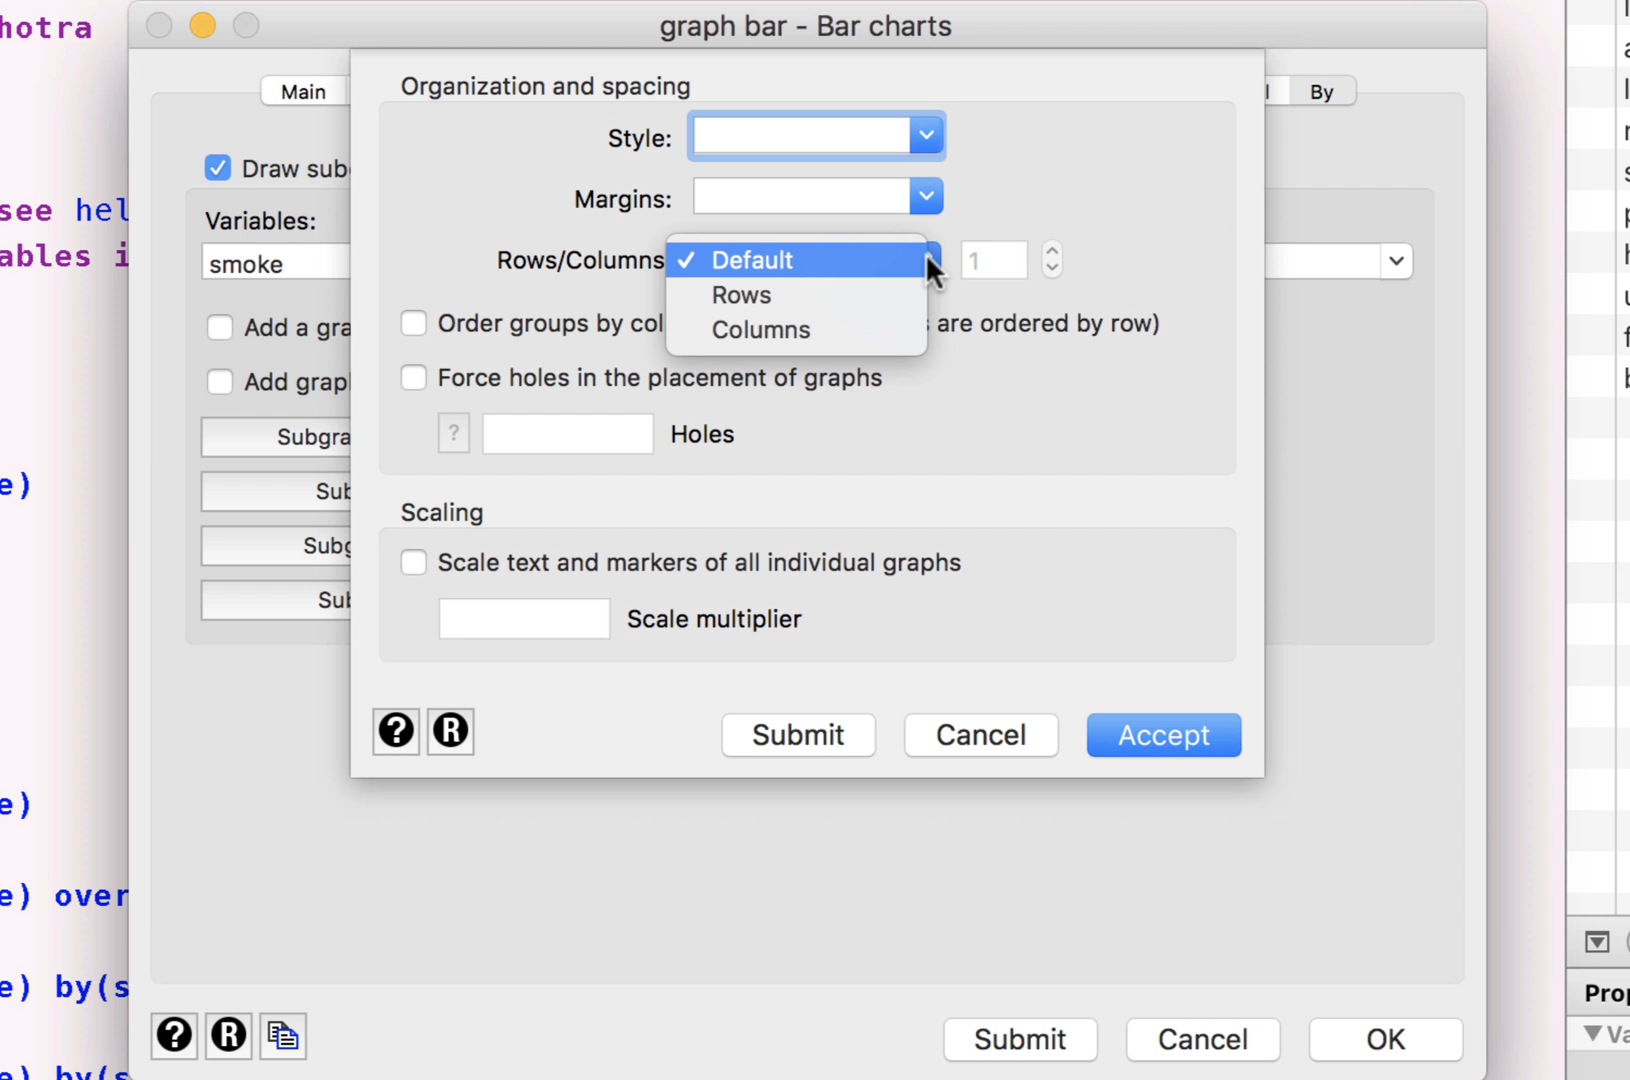 hotra
graph bar - Bar charts
Main
By
Organization and spacing
Style:
Draw sub
Margins:
see hel
Variables:
ables i
smoke
Rows/Columns
Default
1
Rows
Columns
Add a gra
Order groups by col
are ordered by row)
Add grap
Force holes in the placement of graphs
Subgra
? Holes
e)
Sub
Scaling
Subg
Scale text and markers of all individual graphs
Sub
Scale multiplier
? R
Submit
Cancel
Accept
e)
e) over
e) by(s
Prop
? R
Submit
Cancel
OK
Va
e) by(s